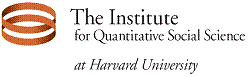 The Institute
for Quantitative Social Science
at Harvard University